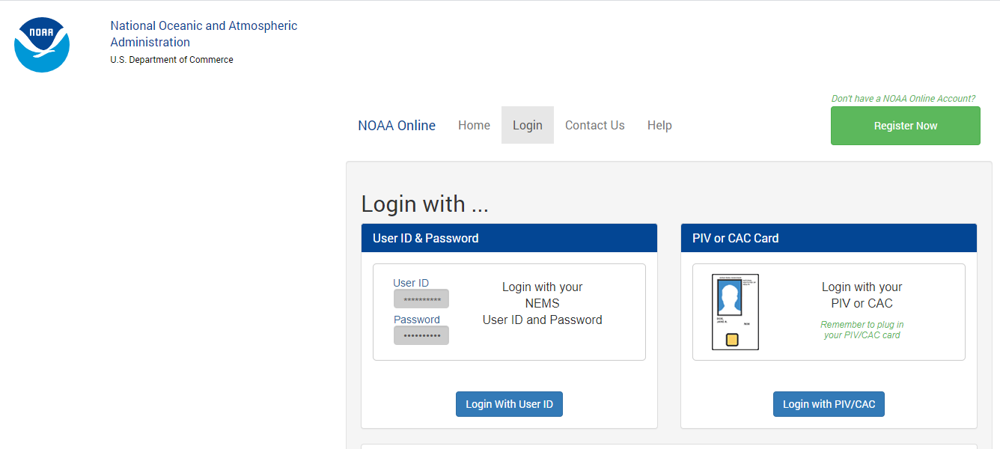 NOAA
National Oceanic and Atmospheric
Administration
U.S. Department of Commerce
Don't have a NOAA Online Account?
NOAA Online
Home
Login
Contact Us
Help
Register Now
Login with ...
User ID & Password
User ID
**********
Password
••••••••••
Login with your
NEMS
User ID and Password
Login With User ID
PIV or CAC Card
Login with your
PIV or CAC
Remember to plug in
your PIV/CAC card
Login with PIV/CAC